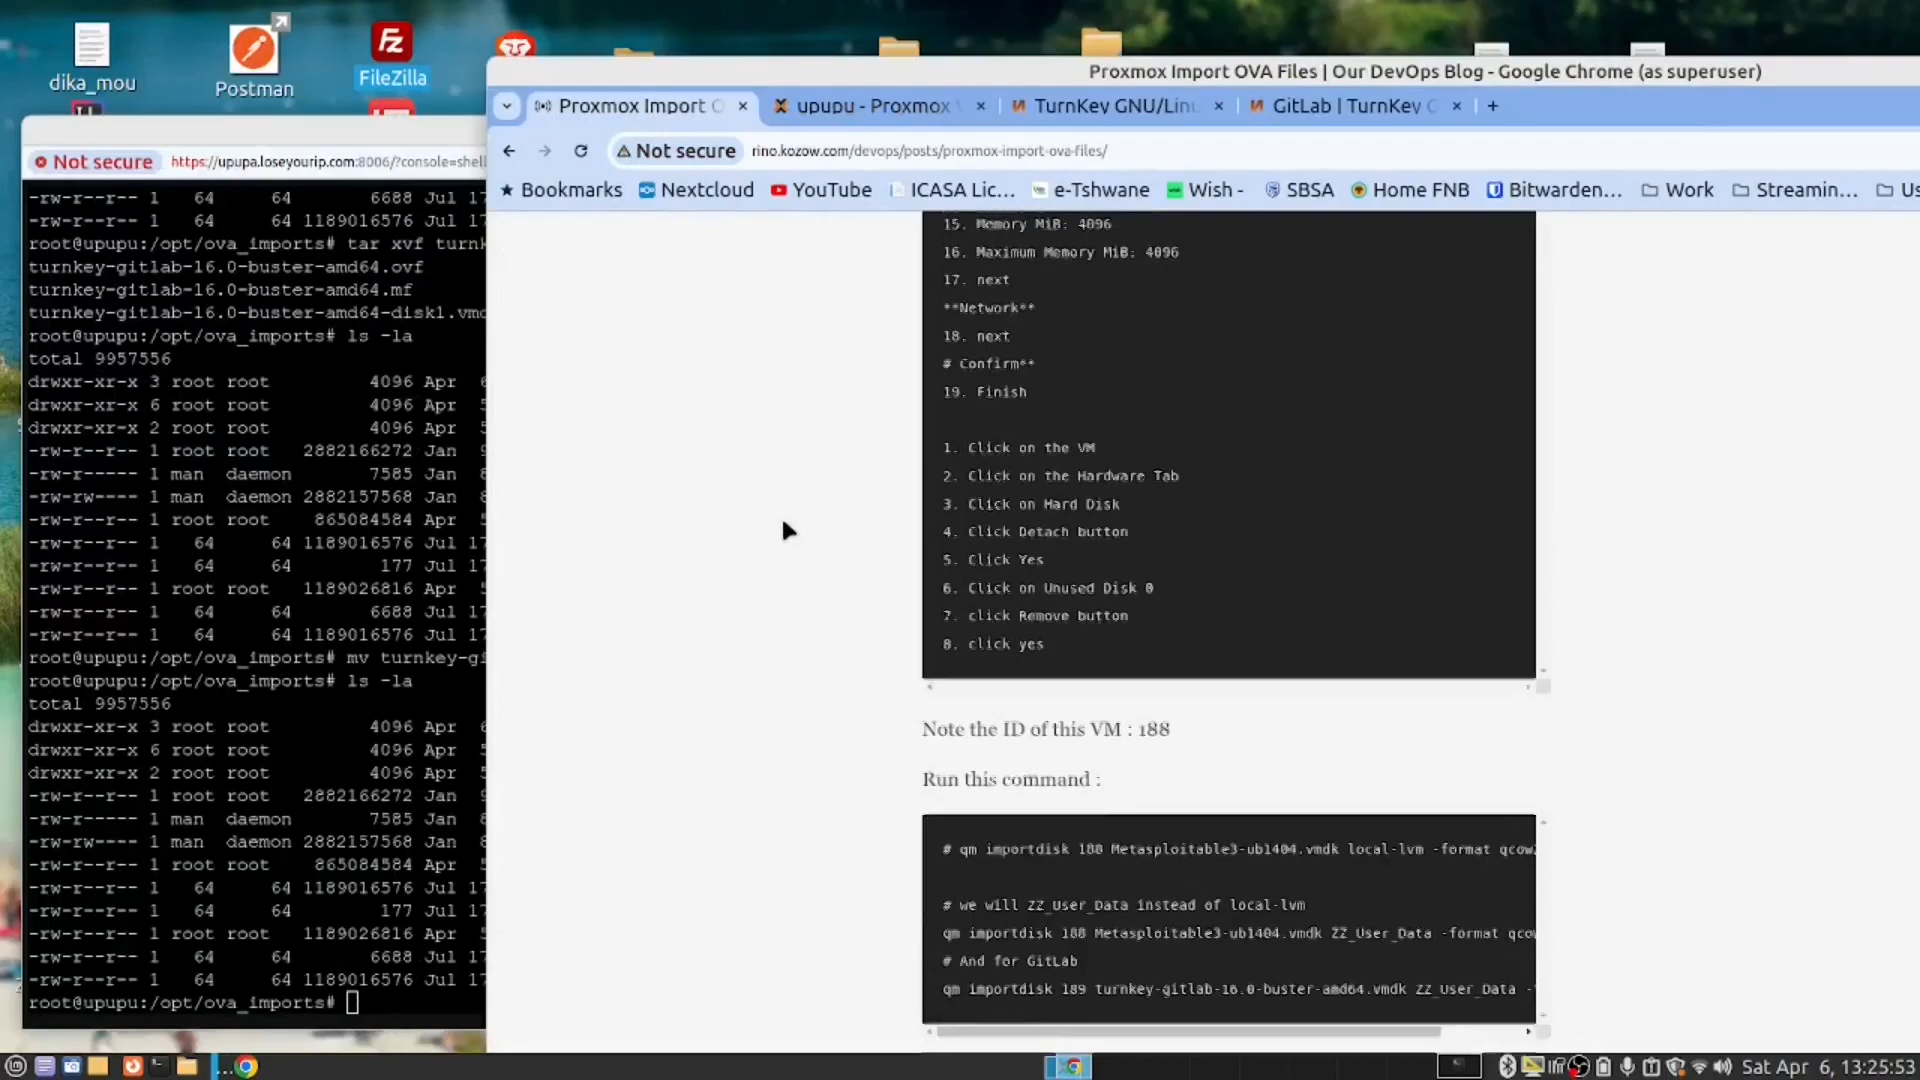 dika_mou
Postman
FileZilla
Proxmox Import OVA Files | Our DevOps Blog - Google Chrome (as superuser)
Proxmox Import O
upupu - Proxmox
TurnKey GNU/Linu
GitLab | TurnKey G
Not secure
https://upupa.loseyourip.com:8006/?console=shell
Not secure
rino.kozow.com/devops/posts/proxmox-import-ova-files/
Bookmarks
Nextcloud
YouTube
ICASA Lic...
e-Tshwane
Wish -
SBSA
Home FNB
Bitwarden...
Work
Streamin...
Us
-rw-r--r-- 1 64 64 6688 Jul 17
-rw-r--r-- 1 64 64 1189016576 Jul 17
root@upupu:/opt/ova_imports# tar xvf turnk
turnkey-gitlab-16.0-buster-amd64.ovf
turnkey-gitlab-16.0-buster-amd64.mf
turnkey-gitlab-16.0-buster-amd64-disk1.vmd
root@upupu:/opt/ova_imports# ls -la
total 9957556
drwxr-xr-x 3 root root 4096 Apr 6
drwxr-xr-x 6 root root 4096 Apr 5
drwxr-xr-x 2 root root 4096 Apr 5
-rw-r--r-- 1 root root 2882166272 Jan 9
-rw-r----- 1 man daemon 7585 Jan 8
-rw-rw---- 1 man daemon 2882157568 Jan 8
-rw-r--r-- 1 root root 865084584 Apr 5
-rw-r--r-- 1 64 64 1189016576 Jul 17
-rw-r--r-- 1 64 64 177 Jul 17
-rw-r--r-- 1 root root 1189026816 Apr 5
-rw-r--r-- 1 64 64 6688 Jul 17
-rw-r--r-- 1 64 64 1189016576 Jul 17
root@upupu:/opt/ova_imports# mv turnkey-gi
root@upupu:/opt/ova_imports# ls -la
total 9957556
drwxr-xr-x 3 root root 4096 Apr 6
drwxr-xr-x 6 root root 4096 Apr 5
drwxr-xr-x 2 root root 4096 Apr 5
-rw-r--r-- 1 root root 2882166272 Jan 9
-rw-r----- 1 man daemon 7585 Jan 8
-rw-rw---- 1 man daemon 2882157568 Jan 8
-rw-r--r-- 1 root root 865084584 Apr 5
-rw-r--r-- 1 64 64 1189016576 Jul 17
-rw-r--r-- 1 64 64 177 Jul 17
-rw-r--r-- 1 root root 1189026816 Apr 5
-rw-r--r-- 1 64 64 6688 Jul 17
-rw-r--r-- 1 64 64 1189016576 Jul 17
root@upupu:/opt/ova_imports#
15. Memory MiB: 4096
16. Maximum Memory MiB: 4096
17. next
**Network**
18. next
# Confirm**
19. Finish
1. Click on the VM
2. Click on the Hardware Tab
3. Click on Hard Disk
4. Click Detach button
5. Click Yes
6. Click on Unused Disk 0
7. click Remove button
8. click yes
Note the ID of this VM : 188
Run this command :
# qm importdisk 188 Metasploitable3-ub1404.vmdk local-lvm -format qcow2
# we will ZZ_User_Data instead of local-lvm
qm importdisk 188 Metasploitable3-ub1404.vmdk ZZ_User_Data -format qcow
# And for GitLab
qm importdisk 189 turnkey-gitlab-16.0-buster-amd64.vmdk ZZ_User_Data -
Sat Apr 6, 13:25:53